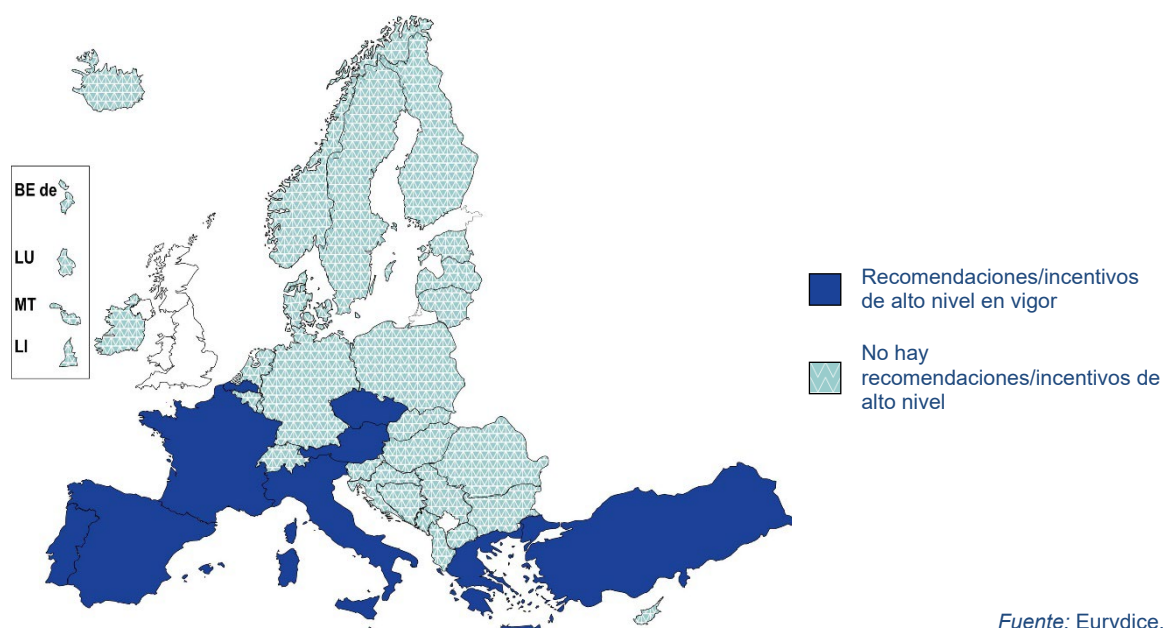 BE de
LU
MT
LI
Recomendaciones/incentivos
de alto nivel en vigor
No hay
recomendaciones/incentivos de
alto nivel
Fuente: Eurydice.